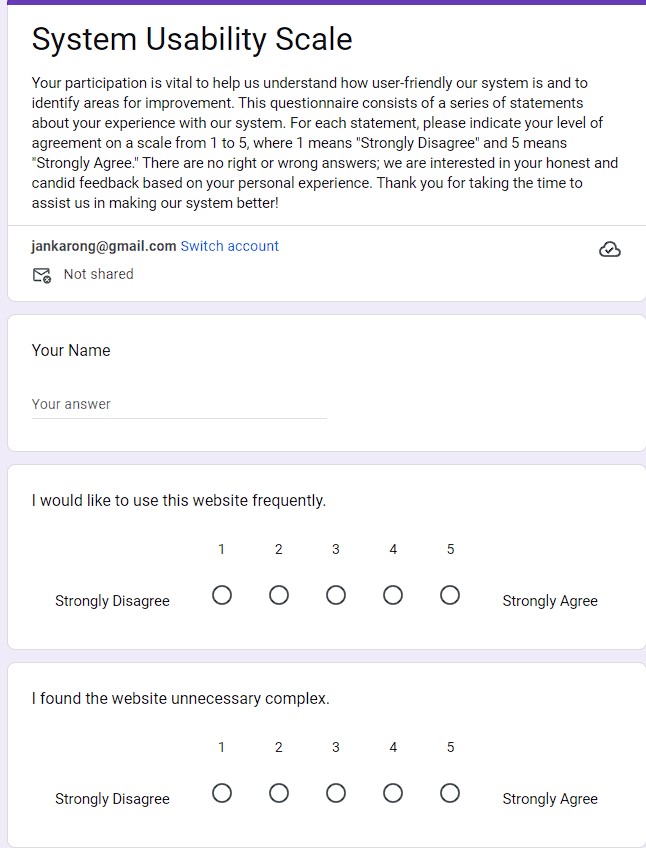 System Usability Scale
Your participation is vital to help us understand how user-friendly our system is and to
identify areas for improvement. This questionnaire consists of a series of statements
about your experience with our system. For each statement, please indicate your level of
agreement on a scale from 1 to 5, where 1 means "Strongly Disagree" and 5 means
"Strongly Agree." There are no right or wrong answers; we are interested in your honest and
candid feedback based on your personal experience. Thank you for taking the time to
assist us in making our system better!
jankarong@gmail.com Switch account
Not shared
Your Name
Your answer
I would like to use this website frequently.
1 2 3 4 5
Strongly Disagree Strongly Agree
I found the website unnecessary complex.
1 2 3 4 5
Strongly Disagree Strongly Agree